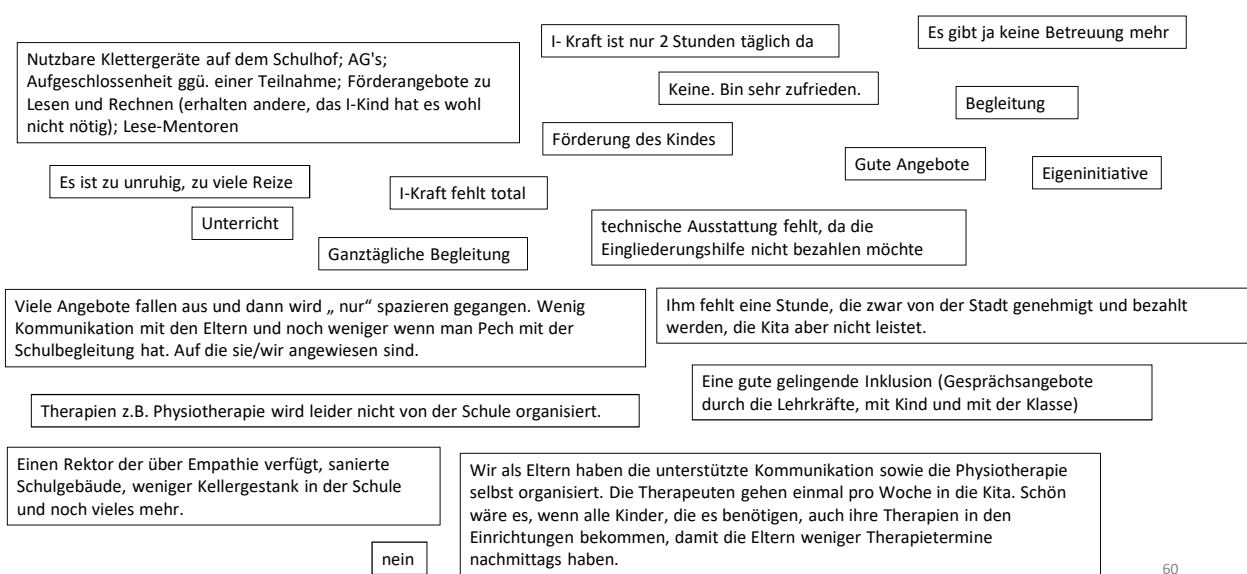 I- Kraft ist nur 2 Stunden täglich da
Es gibt ja keine Betreuung mehr
Nutzbare Klettergeräte auf dem Schulhof; AG's;
Aufgeschlossenheit ggü. einer Teilnahme; Förderangebote zu
Lesen und Rechnen (erhalten andere, das I-Kind hat es wohl
nicht nötig); Lese-Mentoren
Keine. Bin sehr zufrieden.
Begleitung
Förderung des Kindes
Gute Angebote
Eigeninitiative
Es ist zu unruhig, zu viele Reize
I-Kraft fehlt total
Unterricht
technische Ausstattung fehlt, da die
Eingliederungshilfe nicht bezahlen möchte
Ganztägliche Begleitung
Viele Angebote fallen aus und dann wird „ nur“ spazieren gegangen. Wenig
Kommunikation mit den Eltern und noch weniger wenn man Pech mit der
Schulbegleitung hat. Auf die sie/wir angewiesen sind.
Ihm fehlt eine Stunde, die zwar von der Stadt genehmigt und bezahlt
werden, die Kita aber nicht leistet.
Eine gute gelingende Inklusion (Gesprächsangebote
durch die Lehrkräfte, mit Kind und mit der Klasse)
Therapien z.B. Physiotherapie wird leider nicht von der Schule organisiert.
Einen Rektor der über Empathie verfügt, sanierte
Schulgebäude, weniger Kellergestank in der Schule
und noch vieles mehr.
Wir als Eltern haben die unterstützte Kommunikation sowie die Physiotherapie
selbst organisiert. Die Therapeuten gehen einmal pro Woche in die Kita. Schön
wäre es, wenn alle Kinder, die es benötigen, auch ihre Therapien in den
Einrichtungen bekommen, damit die Eltern weniger Therapietermine
nachmittags haben.
nein
60